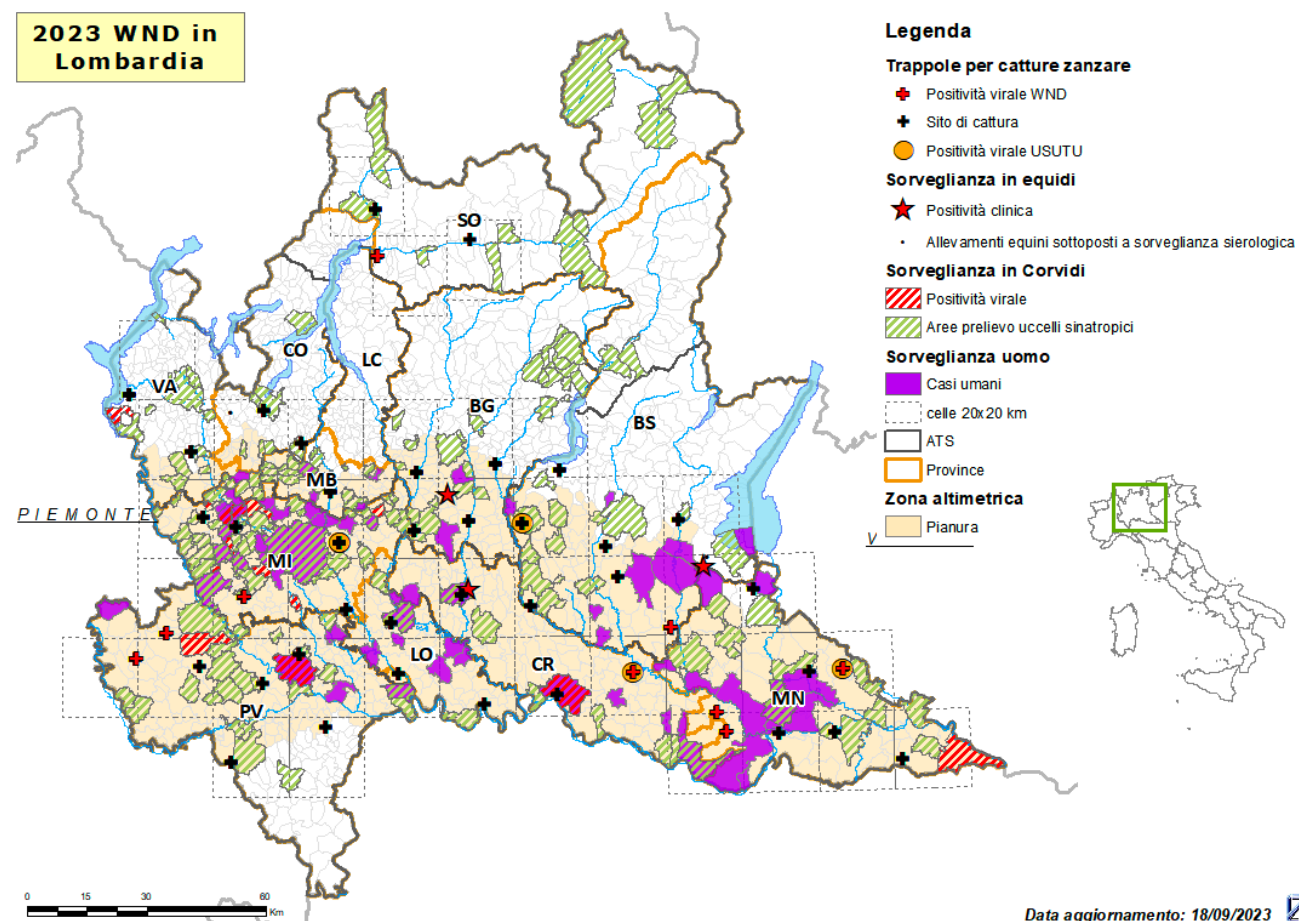 2023 WND in
Lombardia
Legenda
Trappole per catture zanzare
Positività virale WND
Sito di cattura
Positività virale USUTU
Sorveglianza in equidi
Positività clinica
Allevamenti equini sottoposti a sorveglianza sierologica
Sorveglianza in Corvidi
Positività virale
Aree prelievo uccelli sinatropici
Sorveglianza uomo
Casi umani
celle 20x20 km
ATS
Province
Zona altimetrica
Pianura
SO
CO
LC
VA
BG
BS
MB
PIEMONTE
V
MI
LO
CR
MN
PV
0 15 30 60
Km
Data aggiornamento: 18/09/2023